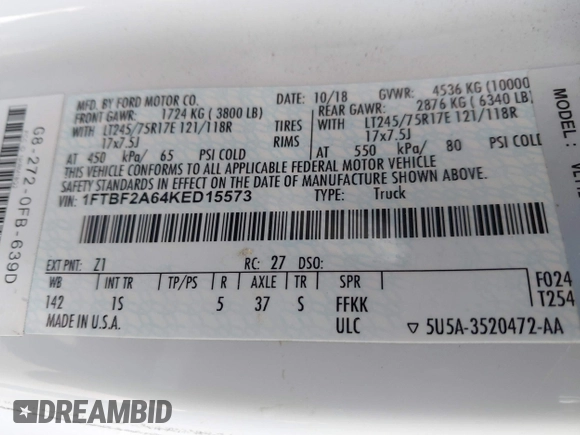 MFD. BY FORD MOTOR CO.
DATE: 10/18
GVWR: 4536 KG (10000
FRONT GAWR: 1724 KG ( 3800 LB)
REAR GAWR: 2876 KG ( 6340 LB)
WITH LT245/75R17E 121/118R TIRES WITH LT245/75R17E 121/118R
17x7.5J RIMS 17x7.5J
AT 450 kPa/ 65 PSI COLD AT 550 kPa/ 80 PSI COLD
THIS VEHICLE CONFORMS TO ALL APPLICABLE FEDERAL MOTOR VEHICLE
SAFETY STANDARDS IN EFFECT ON THE DATE OF MANUFACTURE SHOWN ABOVE.
VIN: 1FTBF2A64KED15573
TYPE: Truck
EXT PNT: Z1 RC: 27 DSO:
WB INT TR TP/PS R AXLE TR SPR
142 1S 5 37 S FFKK
MADE IN U.S.A. ULC ▽ 5U5A-3520472-AA
F024
T254
G8-272-0FB-639D
MODEL:
DREAMBID